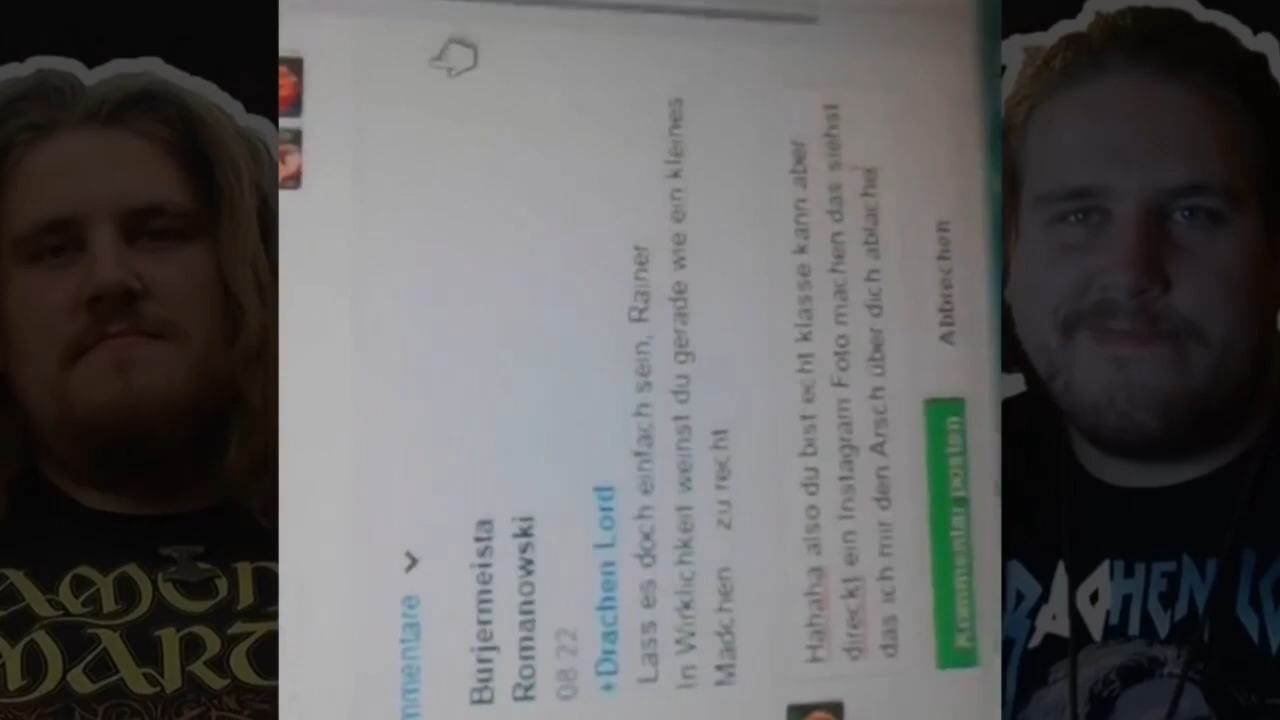 mmentare
Burjermeista
Romanowski
08 22
+Drachen Lord
Lass es doch einfach sein, Rainer
In Wirklichkeit weinst du gerade wie ein kleines
Mädchen zu recht
Hahaha also du bist echt klasse kann aber
direckt ein Instagram Foto machen das siehst
das ich mir den Arsch über dich ablache
Kommentar posten
Abbrechen
AMON
MART
RACHEN LO